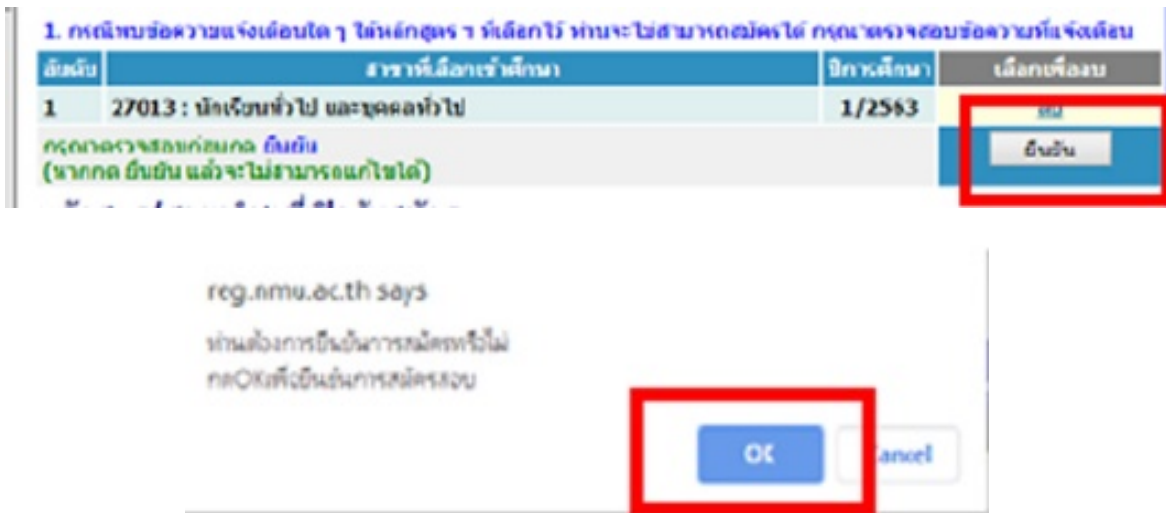 1. กรณีพบข้อความแจ้งเตือนใด ๆ ใต้หลักสูตร ฯ ที่เลือกไว้ ท่านจะไม่สามารถสมัครได้ กรุณาตรวจสอบข้อความที่แจ้งเตือน
อันดับ สาขาที่เลือกเข้าศึกษา ปีการศึกษา เลือกเพื่อลบ
1 27013 : นักเรียนทั่วไป และบุคคลทั่วไป 1/2563 ลบ
กรุณาตรวจสอบก่อนกด ยืนยัน ยืนยัน
(หากกด ยืนยัน แล้วจะไม่สามารถแก้ไขได้)
reg.nmu.ac.th says
ท่านต้องการยืนยันการสมัครหรือไม่
กดOKเพื่อยืนยันการสมัครสอบ
OK Cancel